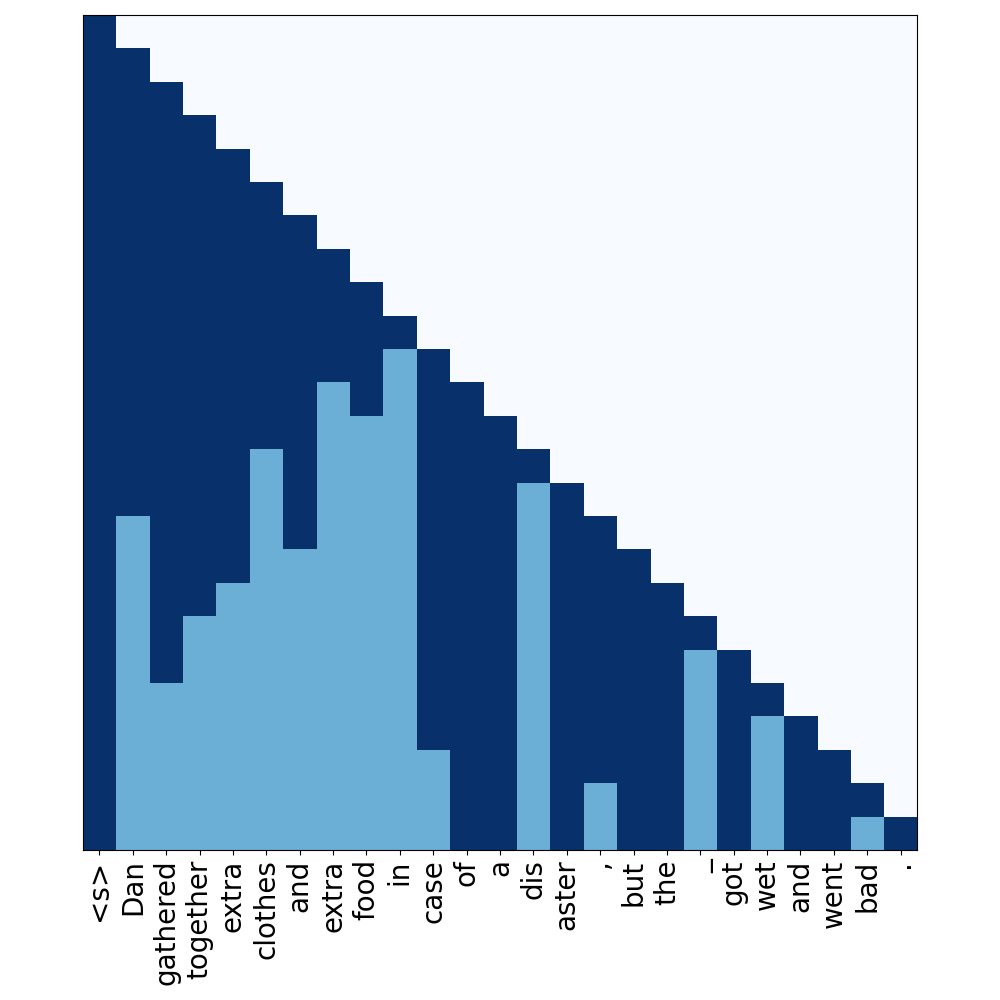 <s> Dan gathered together extra clothes and extra food in case of a dis aster , but the _ got wet and went bad .